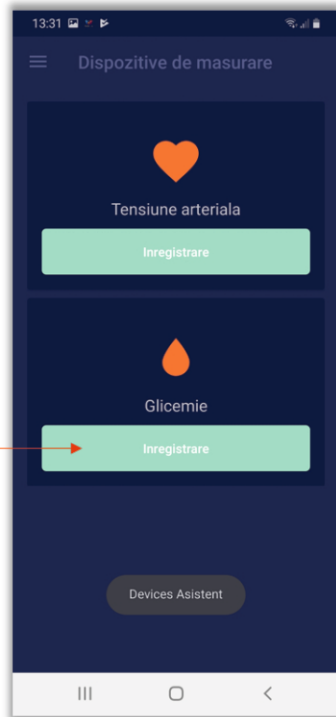 13:31
Dispozitive de masurare
Tensiune arteriala
Inregistrare
Glicemie
Inregistrare
Devices Asistent